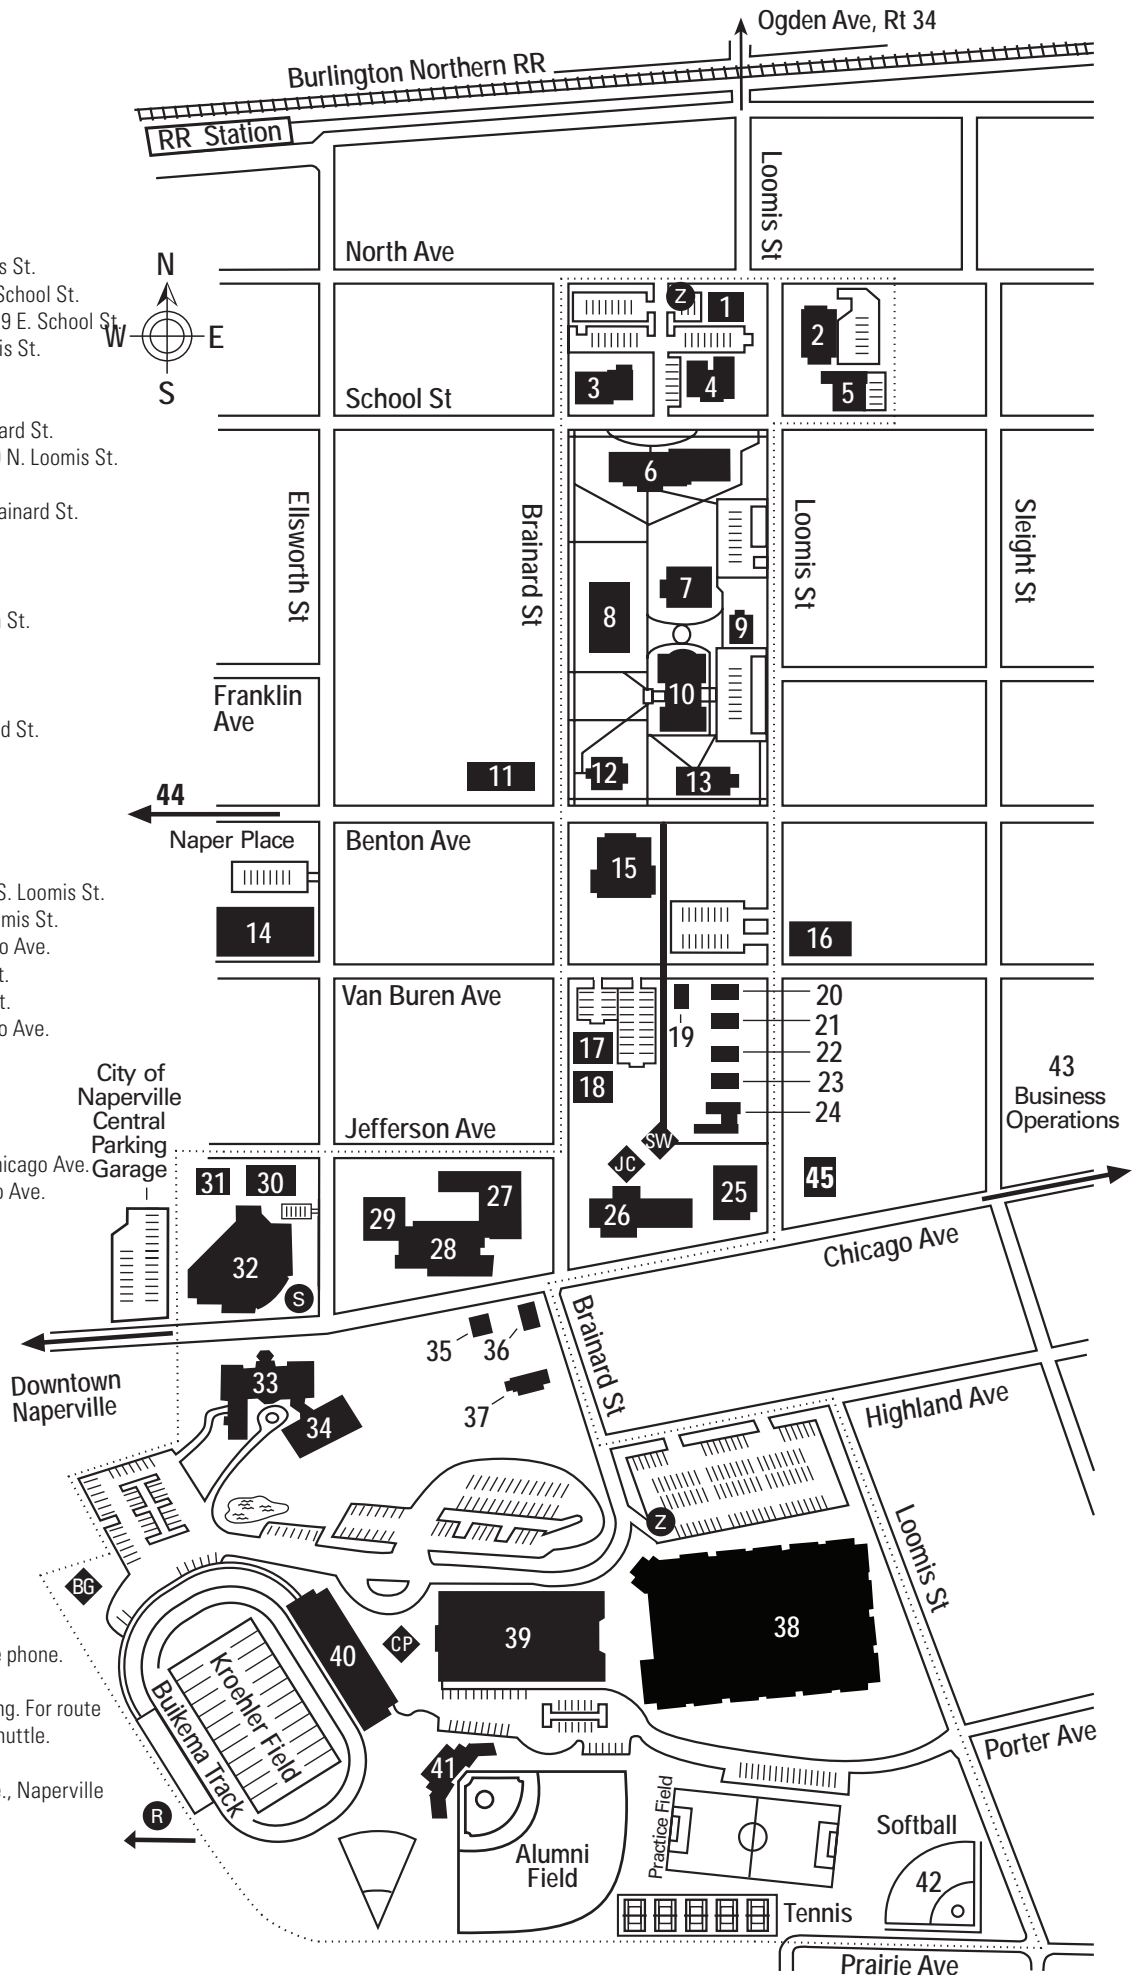 Ogden Ave, Rt 34
Burlington Northern RR
RR Station
Loomis St
North Ave
s St.
School St.
9 E. School St.
is St.
N
W
E
S
Z
1
2
3
4
5
School St
ard St.
N. Loomis St.
ainard St.
St.
d St.
6
Ellsworth St
Brainard St
Loomis St
Sleight St
7
8
9
10
Franklin
Ave
11
12
13
44
Naper Place
Benton Ave
15
14
16
S. Loomis St.
mis St.
o Ave.
t.
t.
o Ave.
Van Buren Ave
19
20
21
22
23
24
17
18
City of
Naperville
Central
Parking
Garage
43
Business
Operations
Jefferson Ave
SW
JC
hicago Ave.
o Ave.
31
30
29
27
28
26
25
45
32
S
Chicago Ave
35
36
Brainard St
Downtown
Naperville
33
34
37
Highland Ave
Z
Loomis St
BG
CP
40
39
38
e phone.
ng. For route
huttle.
e., Naperville
Kroehler Field
Buikema Track
Porter Ave
41
R
Alumni
Field
Practice Field
Softball
42
Tennis
Prairie Ave